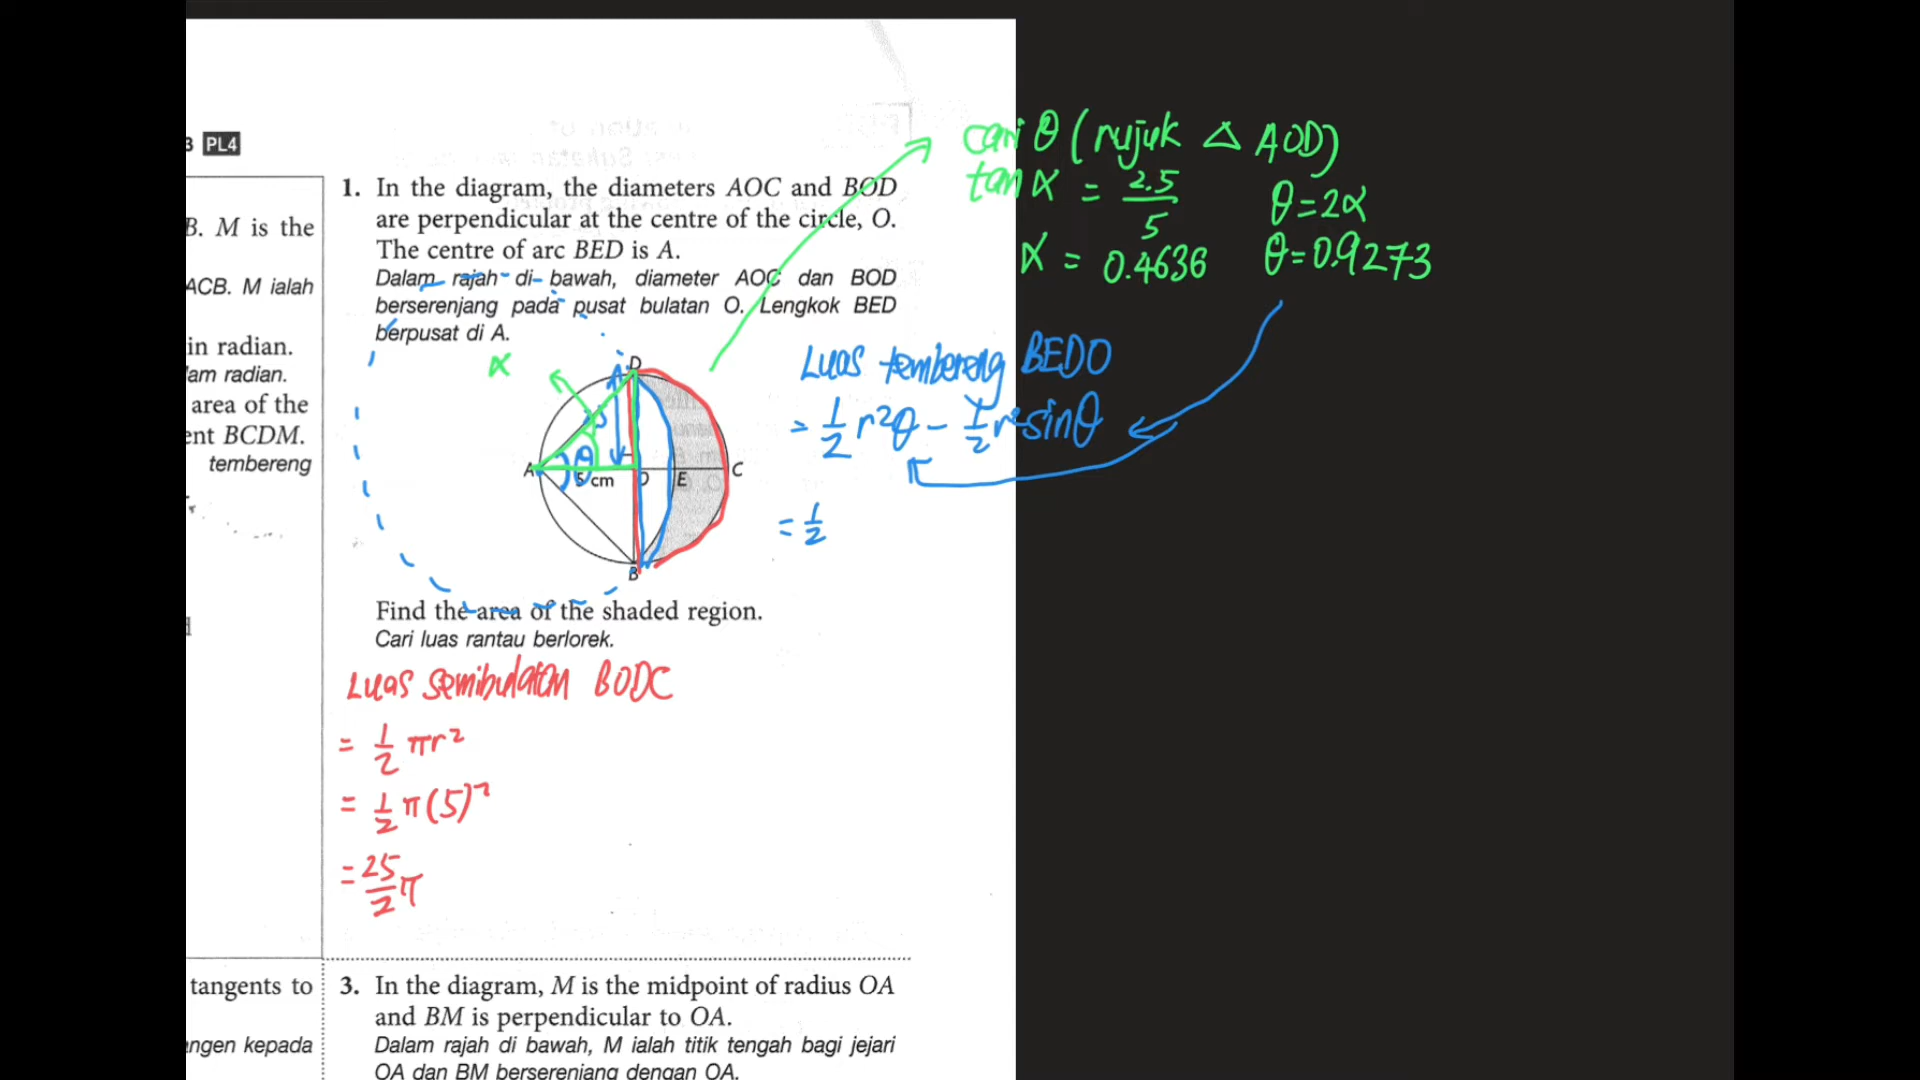 3 PL4
B. M is the
ACB. M ialah
in radian.
lam radian.
area of the
ent BCDM.
tembereng
1. In the diagram, the diameters AOC and BOD
are perpendicular at the centre of the circle, O.
The centre of arc BED is A.
Dalam rajah di bawah, diameter AOC dan BOD
berserenjang pada pusat bulatan O. Lengkok BED
berpusat di A.
α
D
A
θ
5 cm
O
E
C
B
Find the area of the shaded region.
Cari luas rantau berlorek.
Luas semibulatan BODC
= 1/2 πr²
= 1/2 π(5)²
= 25/2 π
cari θ (rujuk △ AOD)
tan α = 2.5/5
θ = 2α
α = 0.4636
θ = 0.9273
Luas tembereng BEDO
= 1/2 r²θ − 1/2 r² sinθ
= 1/2
tangents to
angen kepada
3. In the diagram, M is the midpoint of radius OA
and BM is perpendicular to OA.
Dalam rajah di bawah, M ialah titik tengah bagi jejari
OA dan BM berserenjang dengan OA.